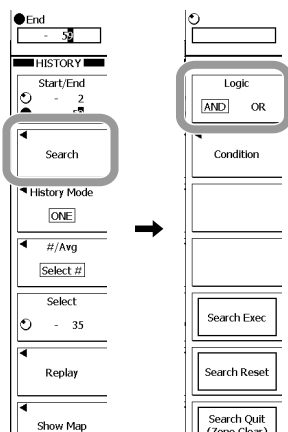 End
- 59
HISTORY
Start/End
- 2
Search
History Mode
ONE
#/Avg
Select #
Select
- 35
Replay
Show Map
Logic
AND OR
Condition
Search Exec
Search Reset
Search Quit
(Zone Clear)